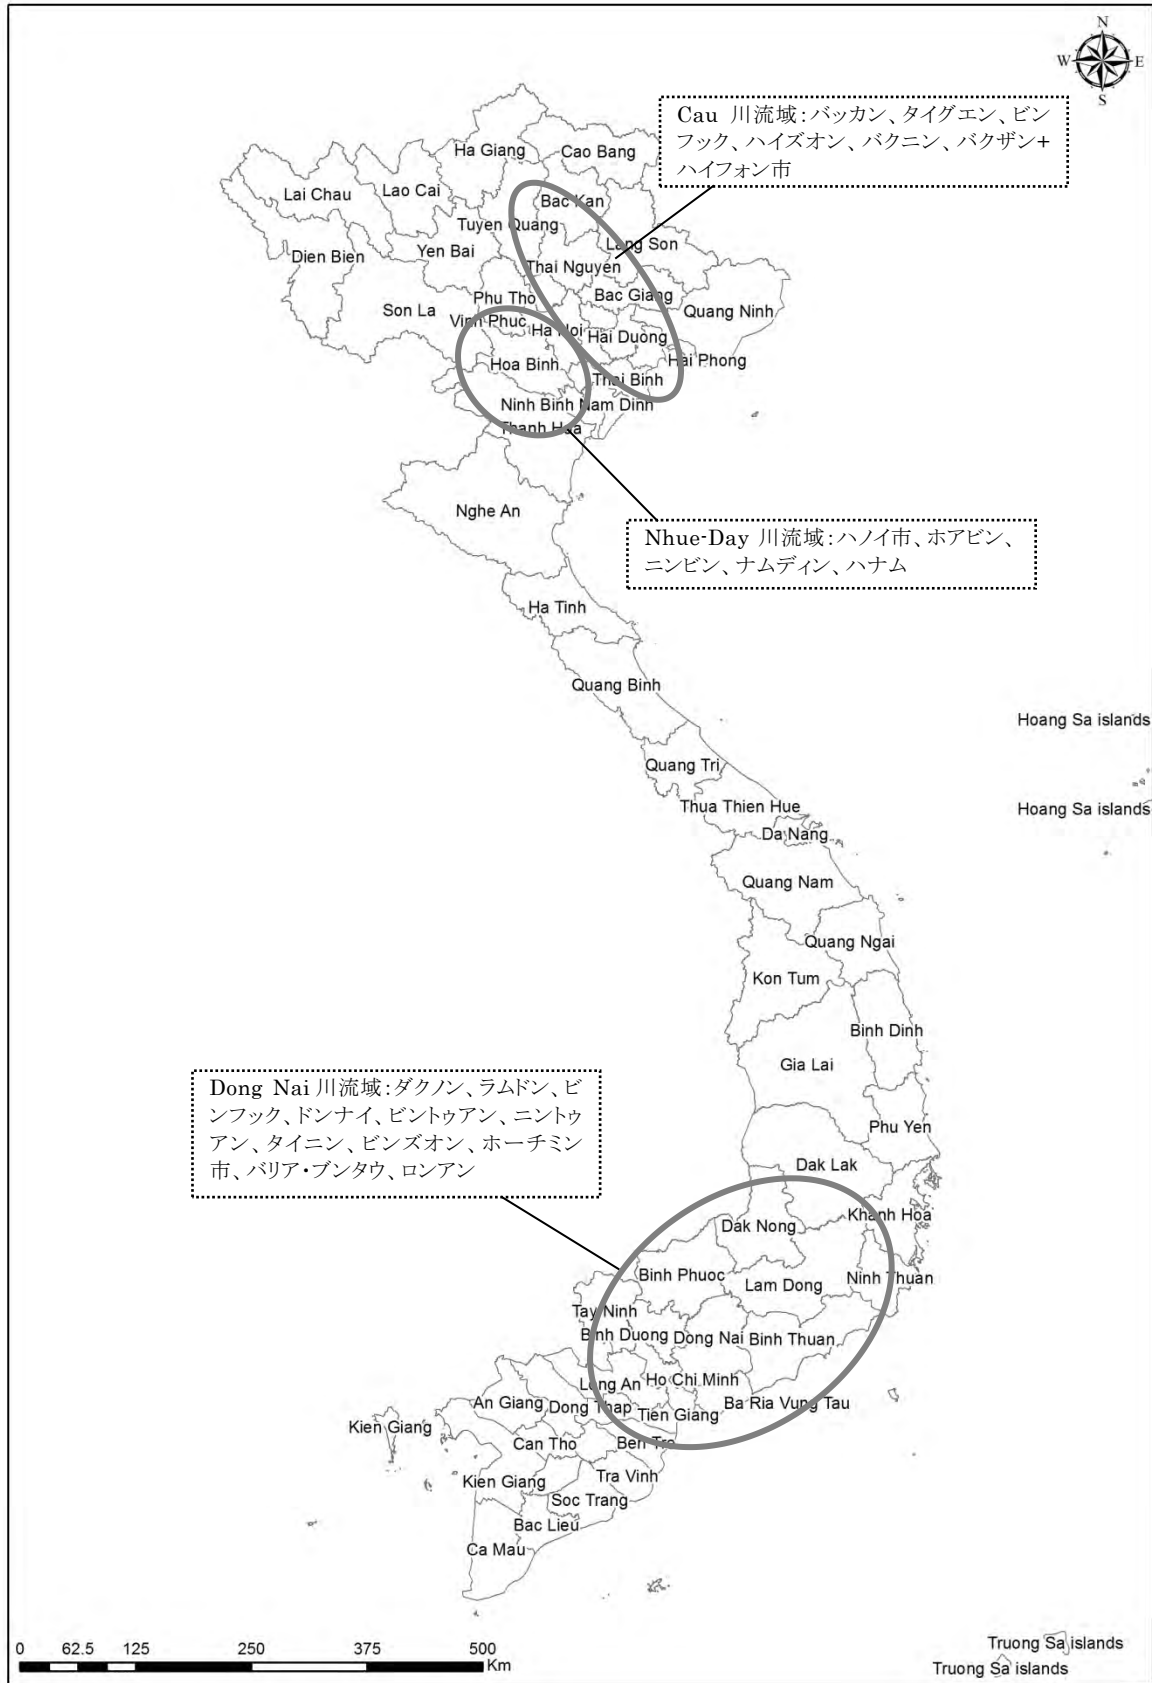 N
W
E
S
Cau 川流域：バッカン、タイグエン、ビン
フック、ハイズオン、バクニン、バクザン+
ハイフォン市
Ha Giang
Cao Bang
Lai Chau
Lao Cai
Bac Kan
Tuyen Quang
Lang Son
Dien Bien
Yen Bai
Thai Nguyen
Phu Tho
Bac Giang
Son La
Quang Ninh
Vinh Phuc
Ha Noi
Hai Duong
Hoa Binh
Hai Phong
Thai Binh
Ninh Binh
Nam Dinh
Thanh Hoa
Nghe An
Nhue-Day 川流域：ハノイ市、ホアビン、
ニンビン、ナムディン、ハナム
Ha Tinh
Quang Binh
Hoang Sa islands
Quang Tri
Thua Thien Hue
Hoang Sa islands
Da Nang
Quang Nam
Quang Ngai
Kon Tum
Binh Dinh
Gia Lai
Dong Nai 川流域：ダクノン、ラムドン、ビ
ンフック、ドンナイ、ビントゥアン、ニントゥ
アン、タイニン、ビンズオン、ホーチミン
市、バリア・ブンタウ、ロンアン
Phu Yen
Dak Lak
Khanh Hoa
Dak Nong
Binh Phuoc
Lam Dong
Ninh Thuan
Tay Ninh
Binh Duong
Dong Nai
Binh Thuan
Long An
Ho Chi Minh
An Giang
Dong Thap
Tien Giang
Ba Ria Vung Tau
Kien Giang
Can Tho
Ben Tre
Kien Giang
Tra Vinh
Soc Trang
Bac Lieu
Ca Mau
0 62.5 125 250 375 500
Km
Truong Sa islands
Truong Sa islands